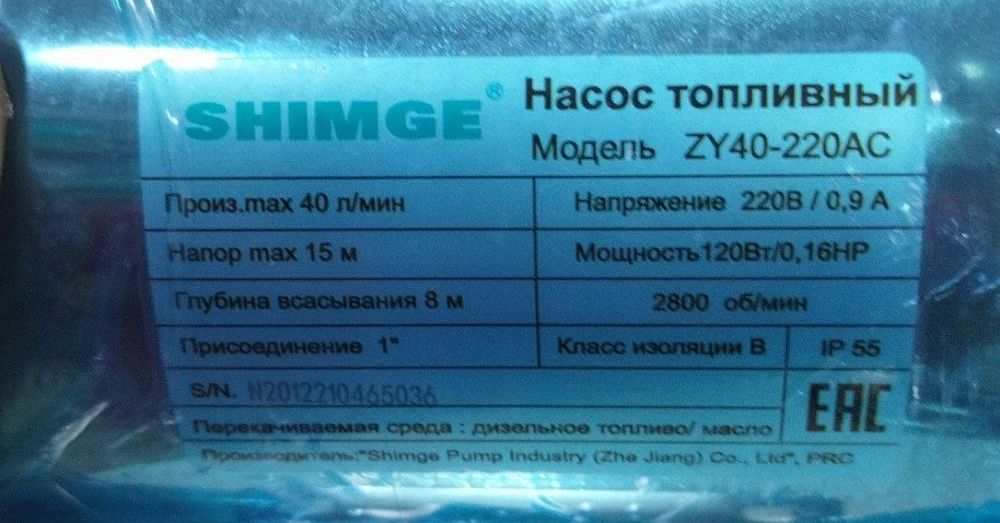 SHIMGE® Насос топливный
Модель ZY40-220AC
Произ.max 40 л/мин
Напряжение 220В / 0,9 А
Напор max 15 м
Мощность120Вт/0,16HP
Глубина всасывания 8 м
2800 об/мин
Присоединение 1"
Класс изоляции В
IP 55
S/N. N2012210465036
EAC
Перекачиваемая среда : дизельное топливо/ масло
Производитель:"Shimge Pump Industry (Zhe Jiang) Co., Ltd", PRC